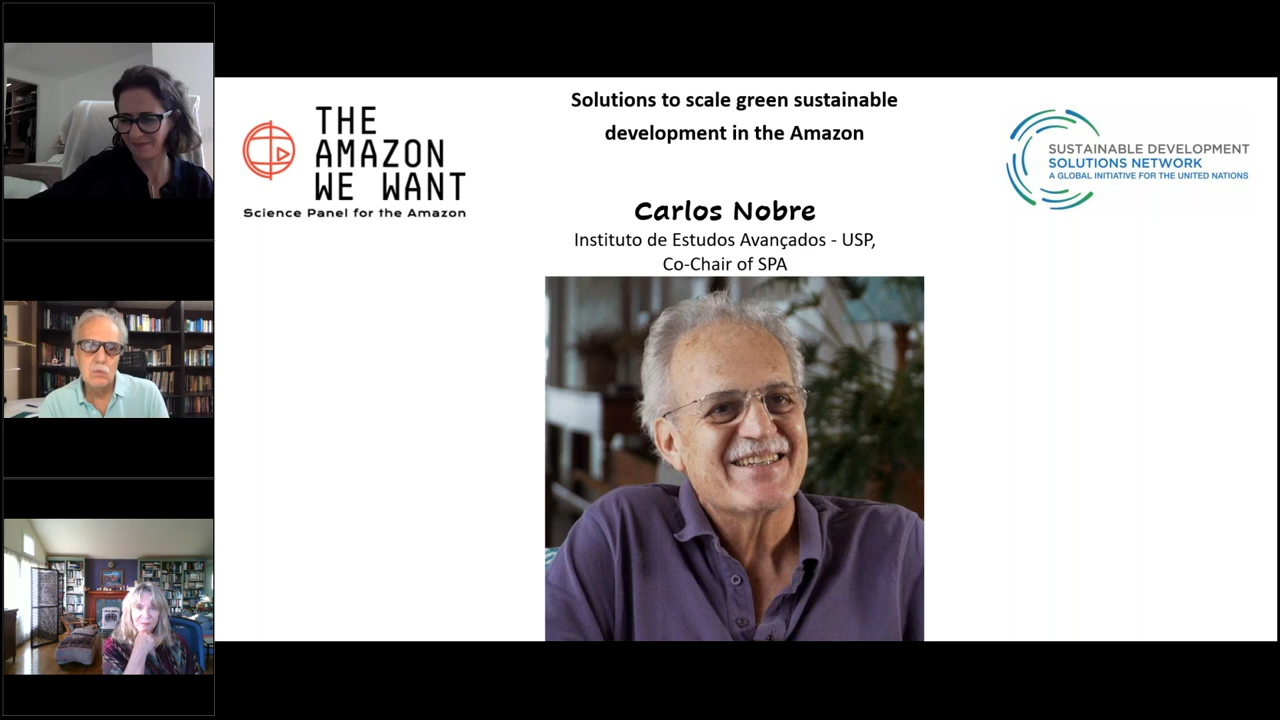 THE
AMAZON
WE WANT
Science Panel for the Amazon
Solutions to scale green sustainable
development in the Amazon
Carlos Nobre
Instituto de Estudos Avançados - USP,
Co-Chair of SPA
SUSTAINABLE DEVELOPMENT
SOLUTIONS NETWORK
A GLOBAL INITIATIVE FOR THE UNITED NATIONS